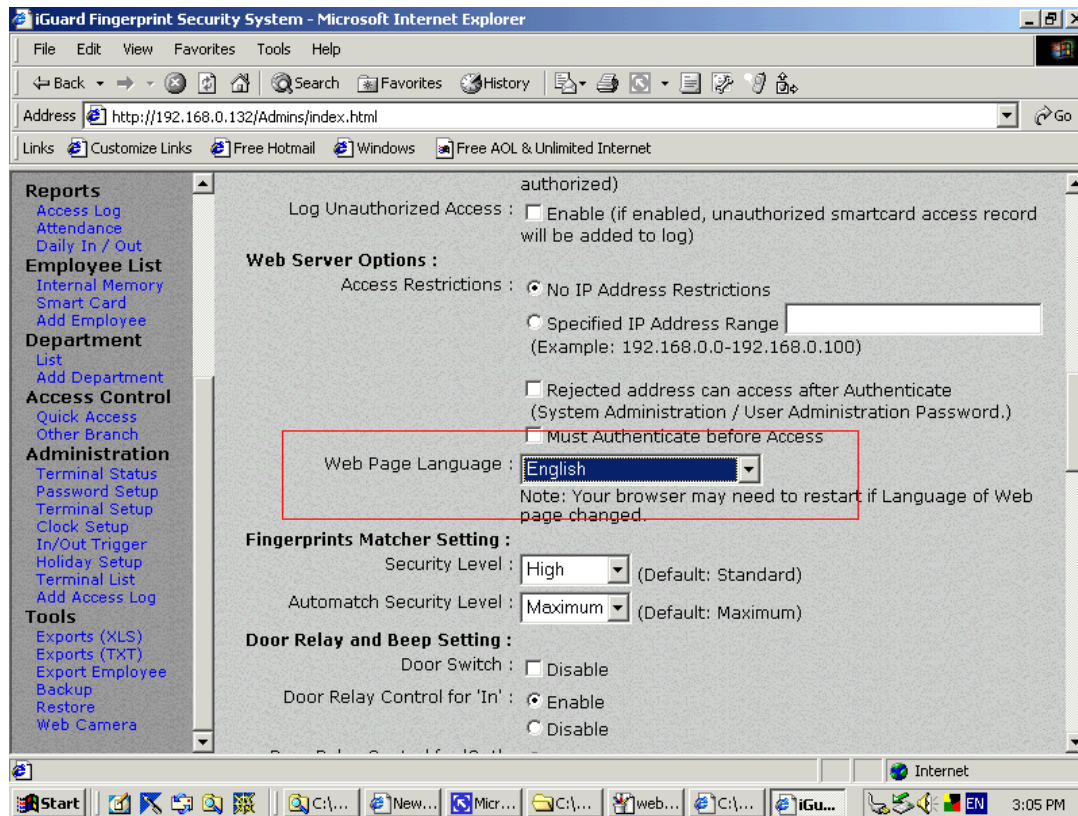 iGuard Fingerprint Security System - Microsoft Internet Explorer
File Edit View Favorites Tools Help
Back Search Favorites History
Address http://192.168.0.132/Admins/index.html Go
Links Customize Links Free Hotmail Windows Free AOL & Unlimited Internet
Reports
Access Log
Attendance
Daily In / Out
Employee List
Internal Memory
Smart Card
Add Employee
Department
List
Add Department
Access Control
Quick Access
Other Branch
Administration
Terminal Status
Password Setup
Terminal Setup
Clock Setup
In/Out Trigger
Holiday Setup
Terminal List
Add Access Log
Tools
Exports (XLS)
Exports (TXT)
Export Employee
Backup
Restore
Web Camera
authorized)
Log Unauthorized Access : Enable (if enabled, unauthorized smartcard access record
will be added to log)
Web Server Options :
Access Restrictions : No IP Address Restrictions
Specified IP Address Range
(Example: 192.168.0.0-192.168.0.100)
Rejected address can access after Authenticate
(System Administration / User Administration Password.)
Must Authenticate before Access
Web Page Language : English
Note: Your browser may need to restart if Language of Web
page changed.
Fingerprints Matcher Setting :
Security Level : High (Default: Standard)
Automatch Security Level : Maximum (Default: Maximum)
Door Relay and Beep Setting :
Door Switch : Disable
Door Relay Control for 'In' : Enable
Disable
Internet
Start C:\... New... Micr... C:\... web... C:\... iGu... EN 3:05 PM